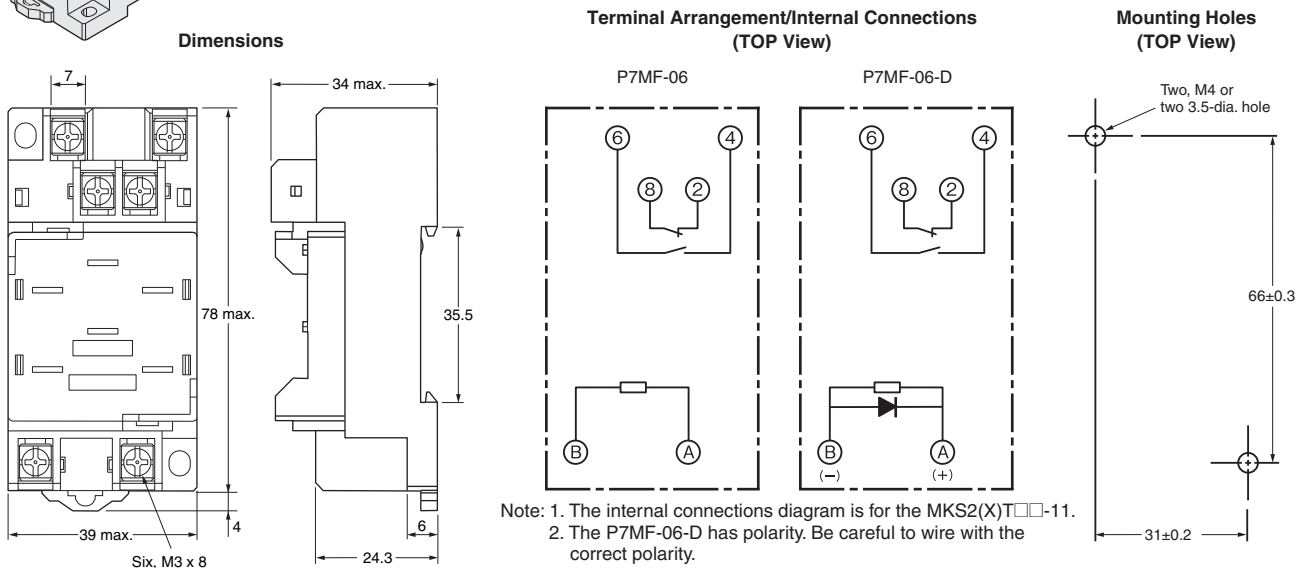 Dimensions
7
34 max.
78 max.
35.5
39 max.
4
6
24.3
Six, M3 x 8
Terminal Arrangement/Internal Connections
(TOP View)
P7MF-06
6
4
8
2
B
A
P7MF-06-D
6
4
8
2
B
A
(−)
(+)
Note: 1. The internal connections diagram is for the MKS2(X)T□□-11.
2. The P7MF-06-D has polarity. Be careful to wire with the
correct polarity.
Mounting Holes
(TOP View)
Two, M4 or
two 3.5-dia. hole
66±0.3
31±0.2